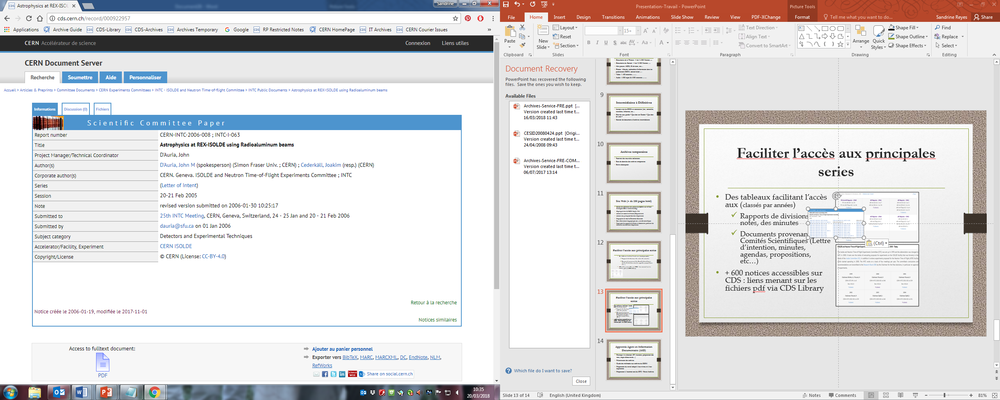 Astrophysics at REX-ISOL
Sandrine
cds.cern.ch/record/000922957
Applications
Archive Guide
CDS-Library
CDS-Archives
Archives Temporary
Google
RP Restricted Notes
CERN HomePage
IT Archives
CERN Courier Issues
CERN Accélérateur de science
Connexion
Liens utiles
CERN Document Server
Recherche
Soumettre
Aide
Personnaliser
Accueil > Articles & Preprints > Committee Documents > CERN Experiments Committees > INTC - ISOLDE and Neutron Time-of-flight Committee > INTC Public Documents > Astrophysics at REX-ISOLDE using Radioaluminum beams
Informations
Discussion (0)
Fichiers
Scientific Committee Paper
Report number CERN-INTC-2006-008 ; INTC-I-063
Title Astrophysics at REX-ISOLDE using Radioaluminum beams
Project Manager/Technical Coordinator D'Auria, John
Author(s) D'Auria, John M (spokesperson) (Simon Fraser Univ. ; CERN) ; Cederkäll, Joakim (resp.) (CERN)
Corporate author(s) CERN. Geneva. ISOLDE and Neutron Time-of-Flight Experiments Committee ; INTC
Series (Letter of Intent)
Session 20-21 Feb 2005
Note revised version submitted on 2006-01-30 10:25:17
Submitted to 25th INTC Meeting, CERN, Geneva, Switzerland, 24 - 25 Jan and 20 - 21 Feb 2006
Submitted by dauria@sfu.ca on 01 Jan 2006
Subject category Detectors and Experimental Techniques
Accelerator/Facility, Experiment CERN ISOLDE
Copyright/License © CERN (License: CC-BY-4.0)
Retour à la recherche
Notice créée le 2006-01-19, modifiée le 2017-11-01
Notices similaires
Access to fulltext document:
PDF
Ajouter au panier personnel
Exporter vers BibTeX, MARC, MARCXML, DC, EndNote, NLM,
RefWorks
Science WISE
Share on social.cern.ch
10:35
20/03/2018
Presentation-Travail - PowerPoint
Picture Tools
File
Home
Insert
Design
Transitions
Animations
Slide Show
Review
View
PDF-XChange
Format
Tell me what you want to do...
Sandrine Reyes
Share
Paste
Clipboard
New Slide
Layout
Reset
Section
Slides
15+
Font
Text Direction
Align Text
Convert to SmartArt
Paragraph
Arrange
Quick Styles
Shape Fill
Shape Outline
Shape Effects
Drawing
Find
Replace
Select
Editing
Document Recovery
PowerPoint has recovered the following
files. Save the ones you wish to keep.
Available Files
Archives-Service-FRE.ppt [...
Version created last time t...
16/03/2018 11:43
CESID20080424.ppt [Origi...
Version created last time t...
24/04/2008 09:43
Archives-Service-FRE-COM...
Version created last time t...
06/07/2017 13:14
Which file do I want to save?
Close
9
Intermédiaires à Définitives
10
Archives temporaires
11
Site Web (+ de 230 pages html)
12
Faciliter l'accès aux principales series
13
Faciliter l'accès aux principales
series
14
Apprentis Agent en Information
Documentaire (AID)
Faciliter l'accès aux principales
series
• Des tableaux facilitant l'accès
aux (classés par années)
✓ Rapports de divisions
notes, des minutes
✓ Documents provenan
Comités Scientifiques (Lettre
d'intention, minutes,
agendas, propositions,
etc…)
• + 600 notices accessibles sur
CDS : liens menant sur les
fichiers pdf via CDS Library
(Ctrl)
Slide 13 of 14
English (United Kingdom)
Notes
Comments
81%